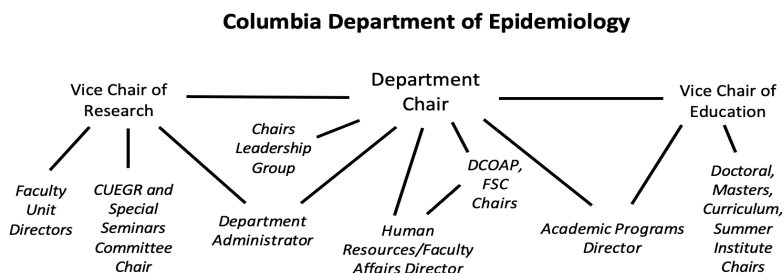 Columbia Department of Epidemiology
Vice Chair of
Research
Department
Chair
Vice Chair of
Education
Chairs
Leadership
Group
DCOAP,
FSC
Chairs
Faculty
Unit
Directors
CUEGR and
Special
Seminars
Committee
Chair
Department
Administrator
Human
Resources/Faculty
Affairs Director
Academic Programs
Director
Doctoral,
Masters,
Curriculum,
Summer
Institute
Chairs